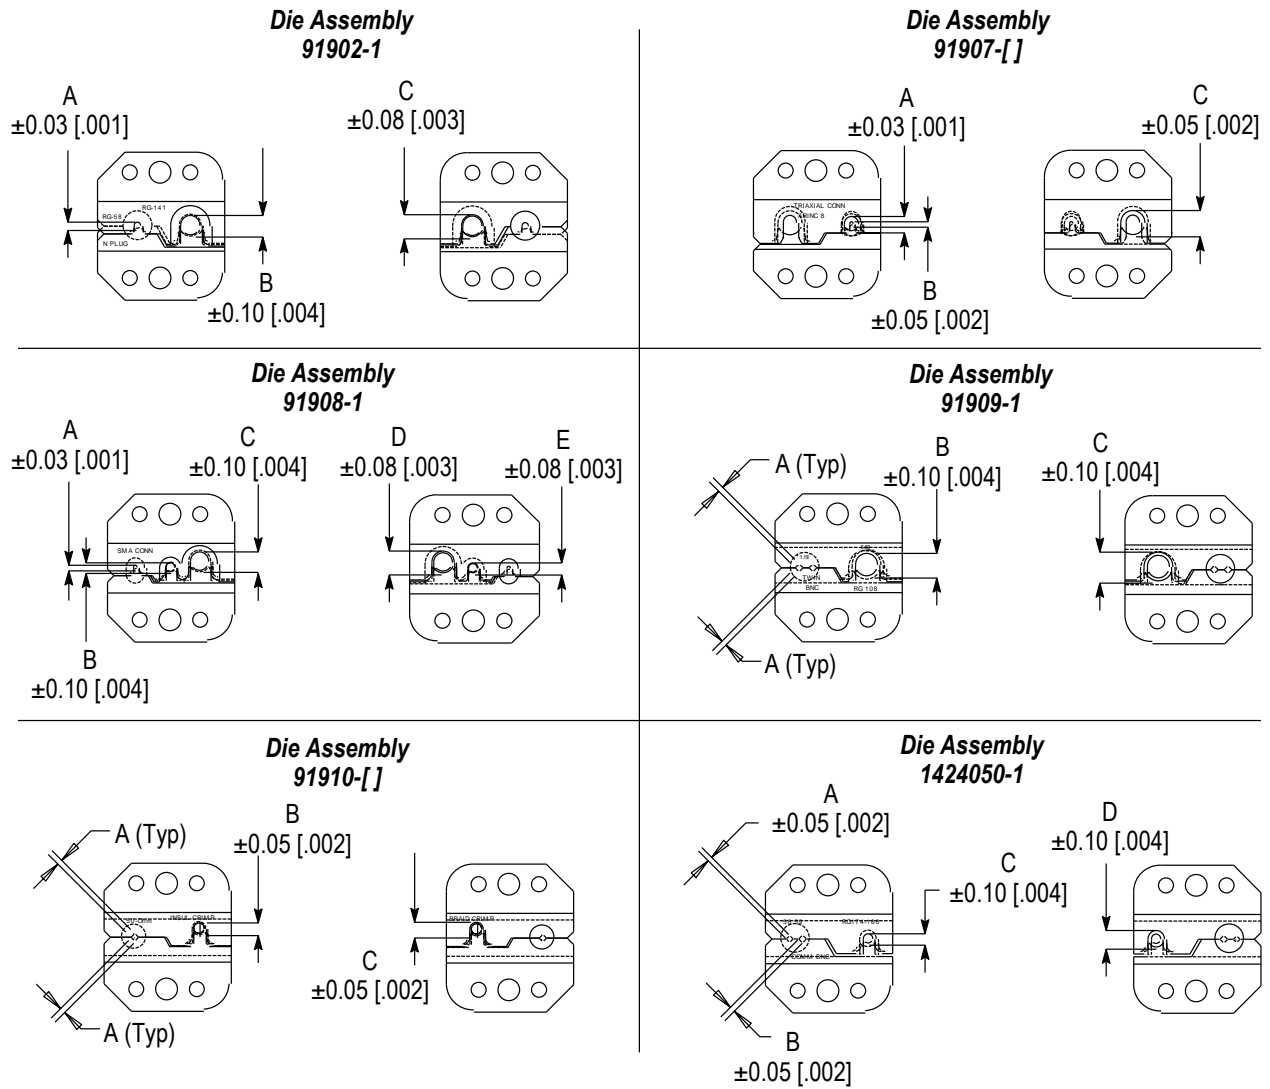 Die Assembly
91902-1
A
±0.03 [.001]
C
±0.08 [.003]
RG-141
RG-58
N PLUG
B
±0.10 [.004]
Die Assembly
91907-[ ]
A
±0.03 [.001]
C
±0.05 [.002]
TRIAXIAL CONN
B
±0.05 [.002]
Die Assembly
91908-1
A
±0.03 [.001]
C
±0.10 [.004]
D
±0.08 [.003]
E
±0.08 [.003]
SMA CONN
B
±0.10 [.004]
Die Assembly
91909-1
A (Typ)
B
±0.10 [.004]
C
±0.10 [.004]
TWIN
BNC
RG 108
A (Typ)
Die Assembly
91910-[ ]
A (Typ)
B
±0.05 [.002]
INSUL CRIMP
BRAID CRIMP
C
±0.05 [.002]
A (Typ)
Die Assembly
1424050-1
A
±0.05 [.002]
D
±0.10 [.004]
C
±0.10 [.004]
COMM BNC
B
±0.05 [.002]